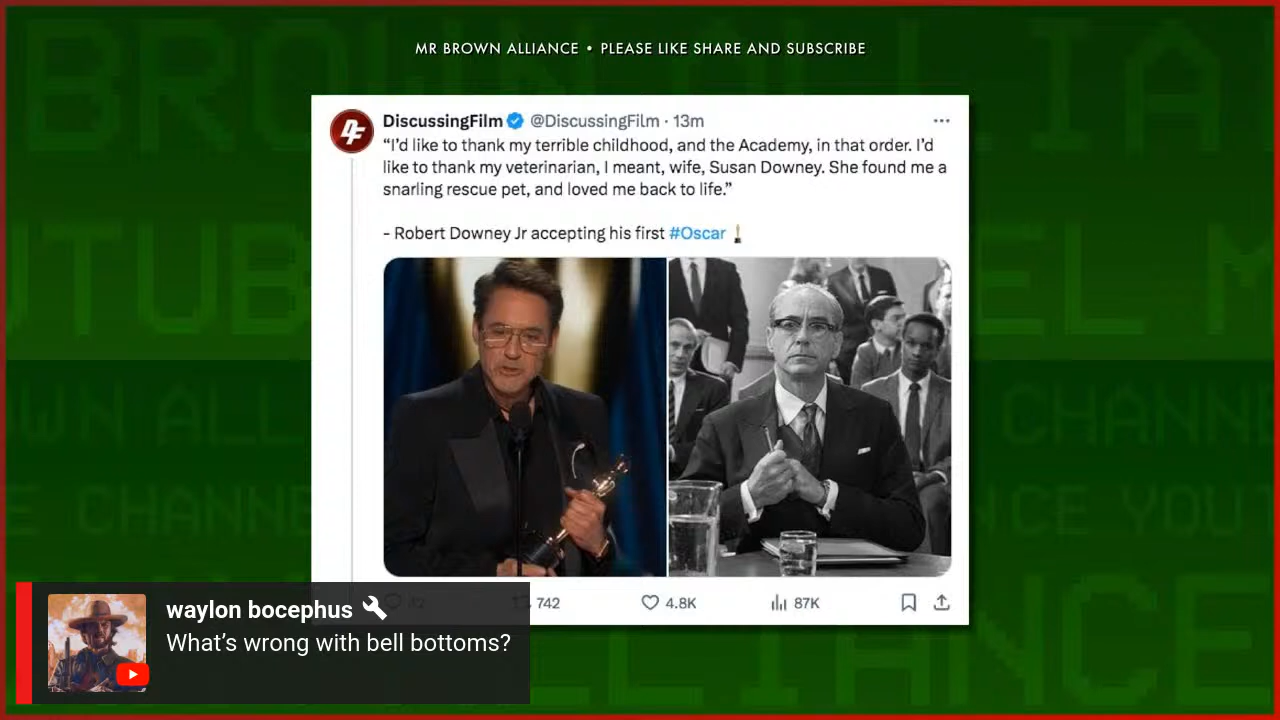 MR BROWN ALLIANCE • PLEASE LIKE SHARE AND SUBSCRIBE
DiscussingFilm @DiscussingFilm · 13m
“I’d like to thank my terrible childhood, and the Academy, in that order. I’d
like to thank my veterinarian, I meant, wife, Susan Downey. She found me a
snarling rescue pet, and loved me back to life.”
- Robert Downey Jr accepting his first #Oscar
742 4.8K 87K
waylon bocephus
What’s wrong with bell bottoms?